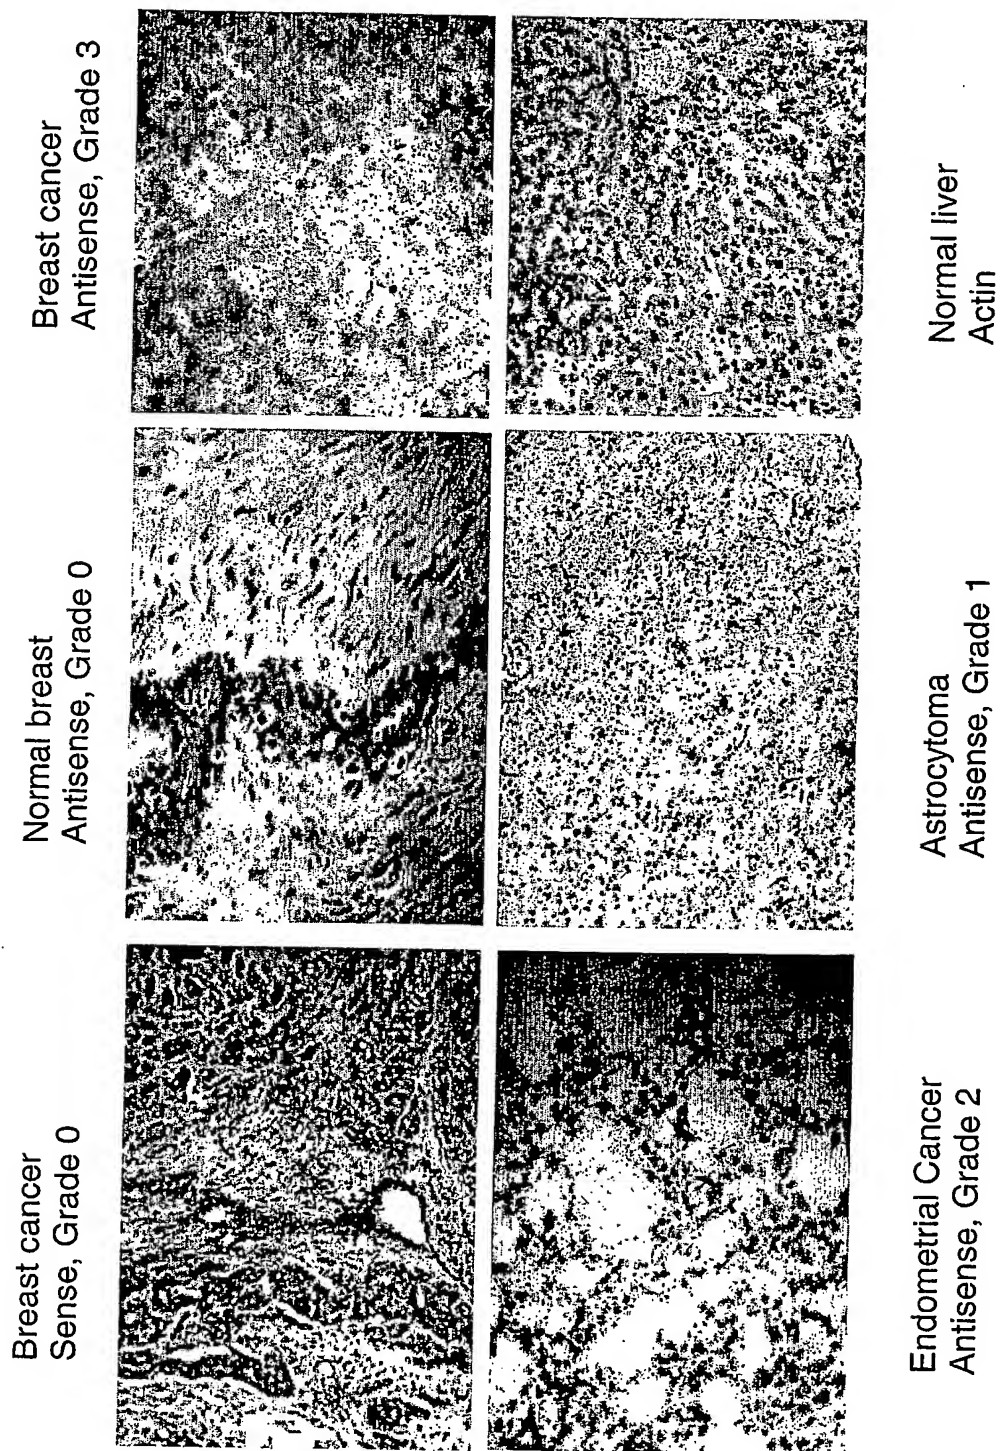 Breast cancer
Sense, Grade 0
Normal breast
Antisense, Grade 0
Breast cancer
Antisense, Grade 3
Endometrial Cancer
Antisense, Grade 2
Astrocytoma
Antisense, Grade 1
Normal liver
Actin